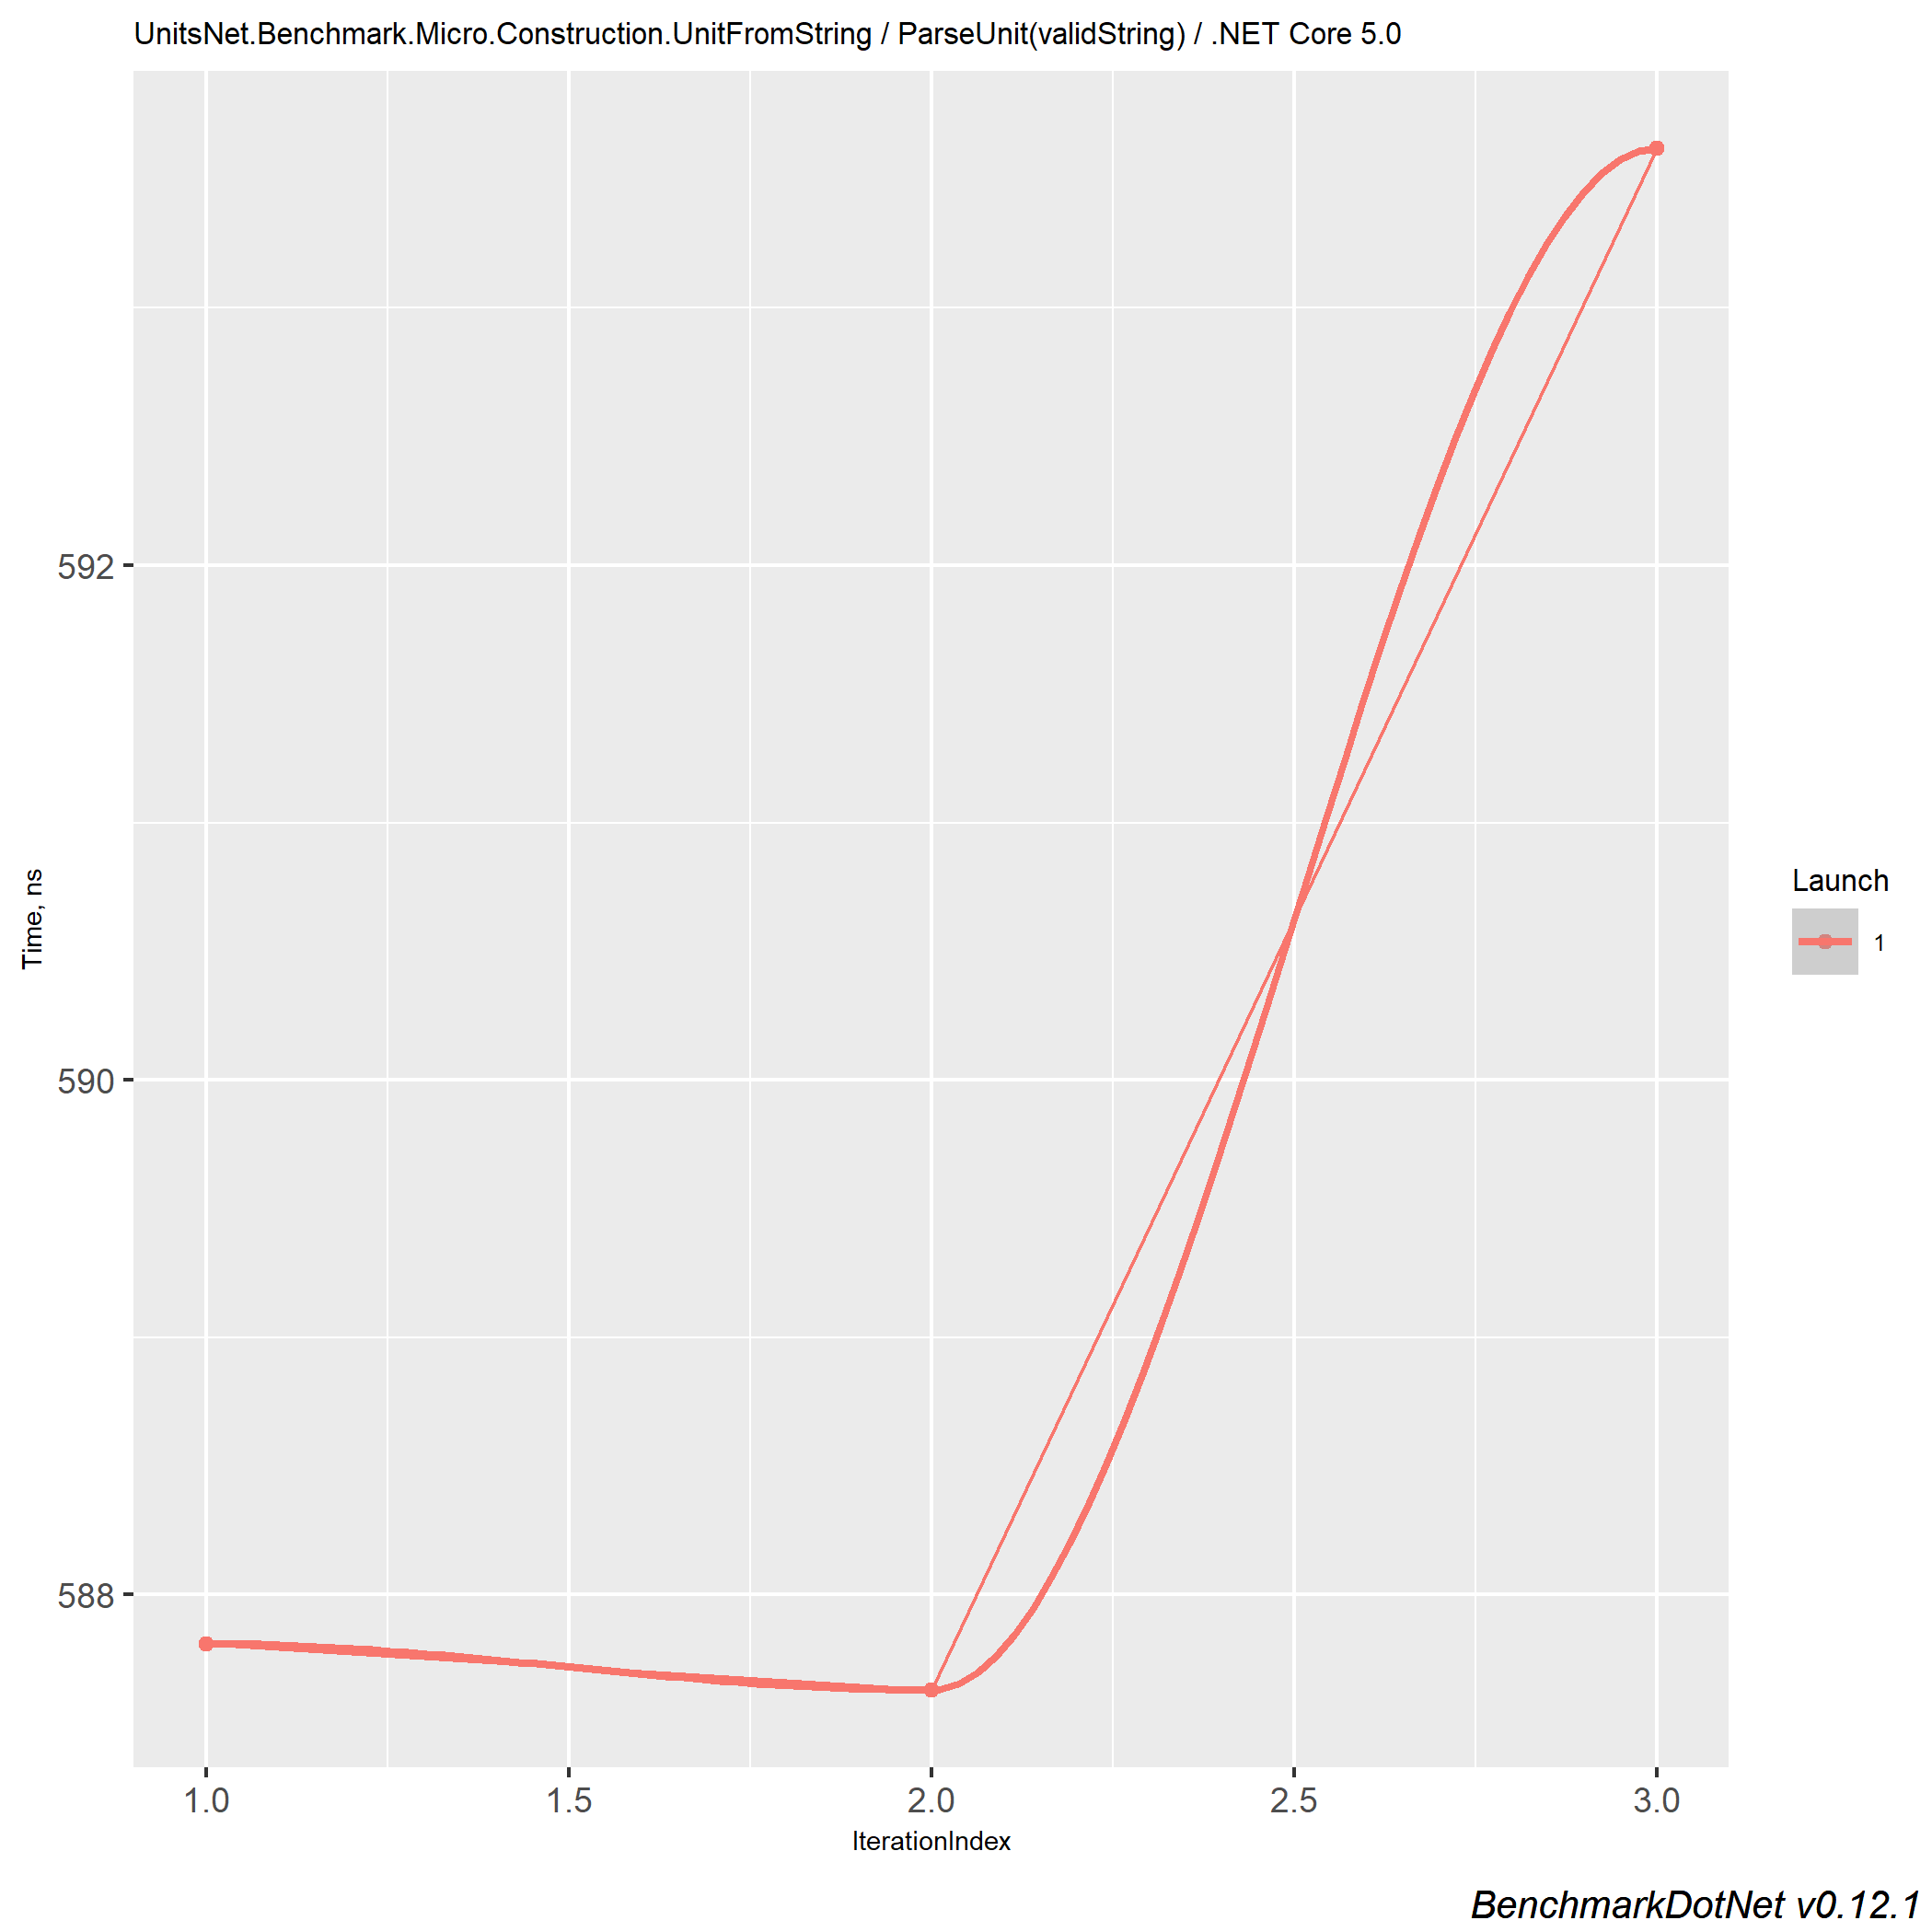 UnitsNet.Benchmark.Micro.Construction.UnitFromString / ParseUnit(validString) / .NET Core 5.0
592
590
588
Time, ns
1.0 1.5 2.0 2.5 3.0
IterationIndex
Launch
1
BenchmarkDotNet v0.12.1